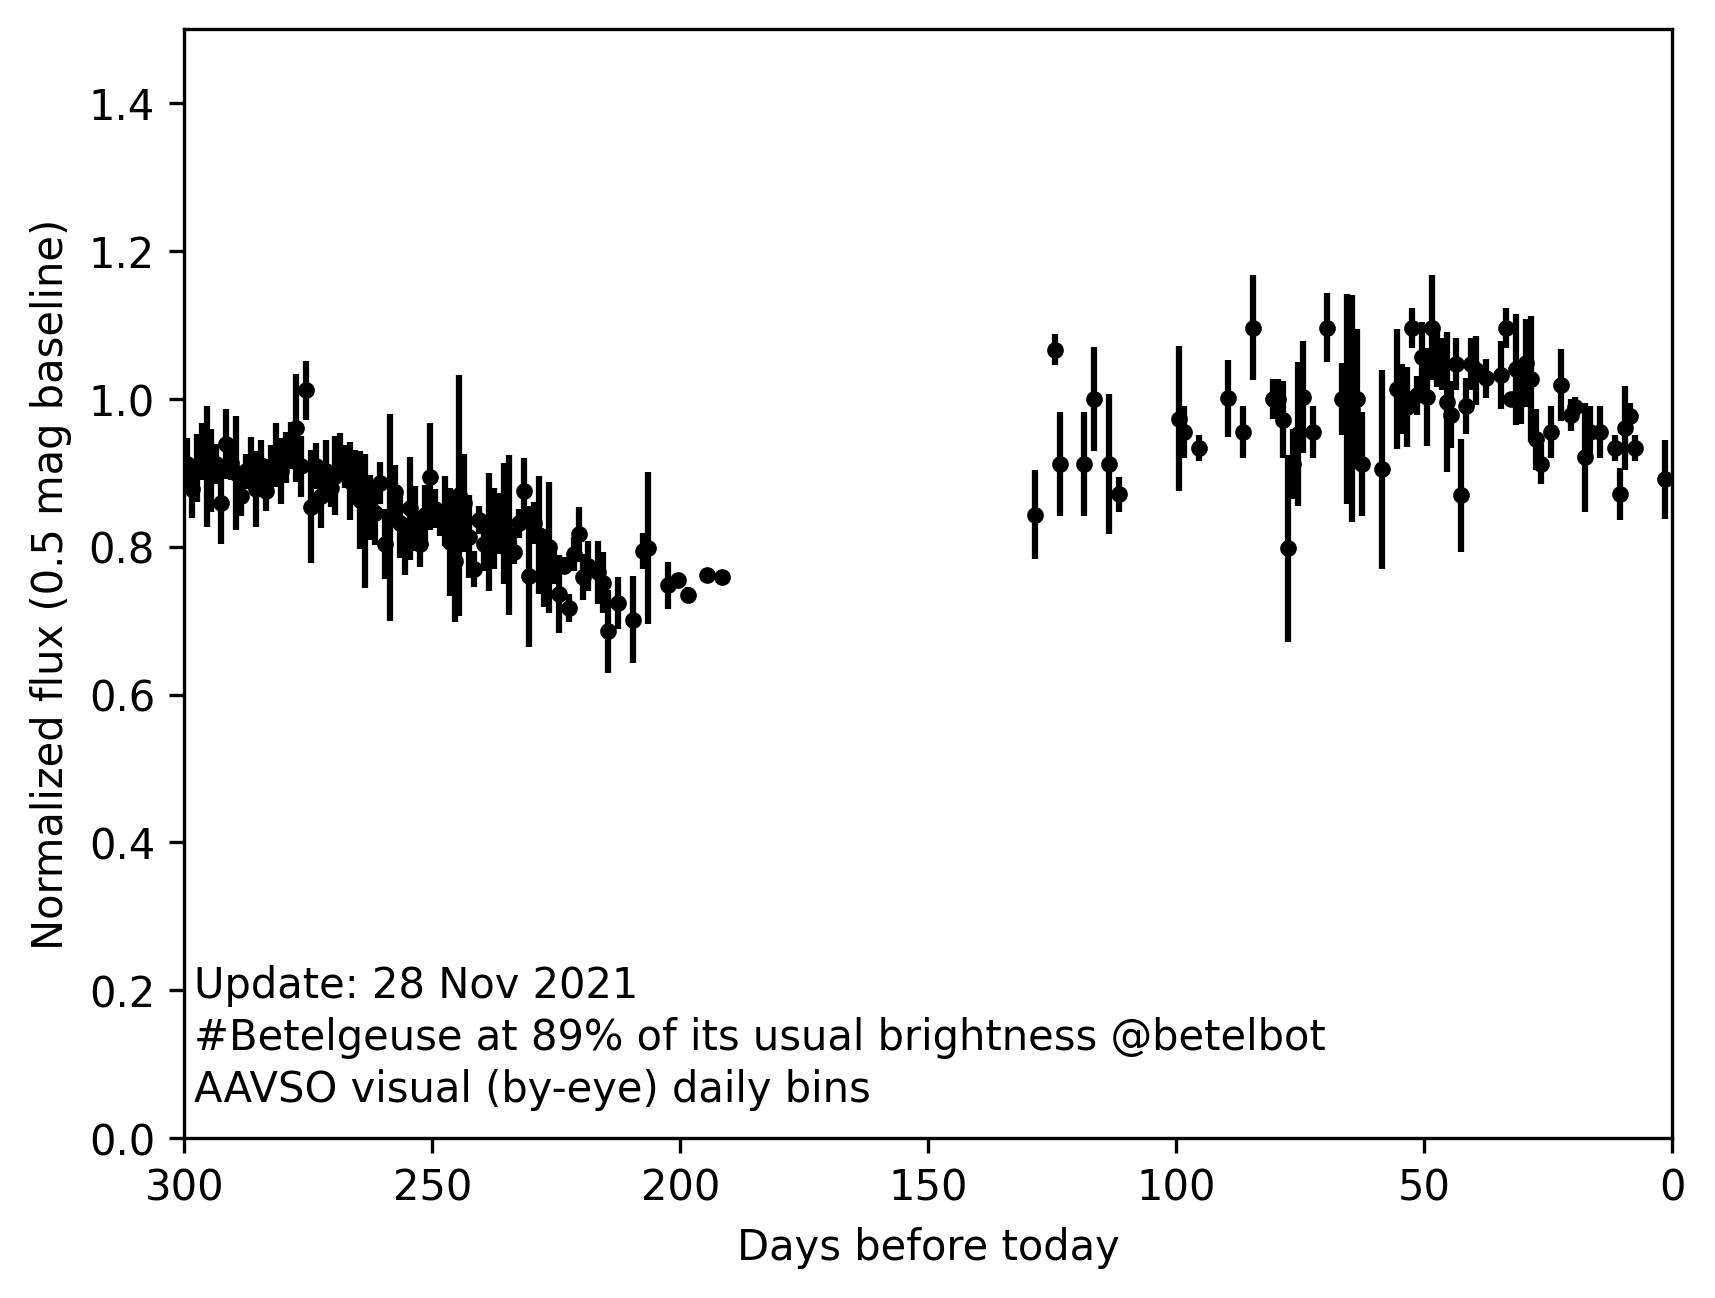 1.4
1.2
1.0
0.8
0.6
0.4
0.2
0.0
Normalized flux (0.5 mag baseline)
Update: 28 Nov 2021
#Betelgeuse at 89% of its usual brightness @betelbot
AAVSO visual (by-eye) daily bins
300 250 200 150 100 50 0
Days before today